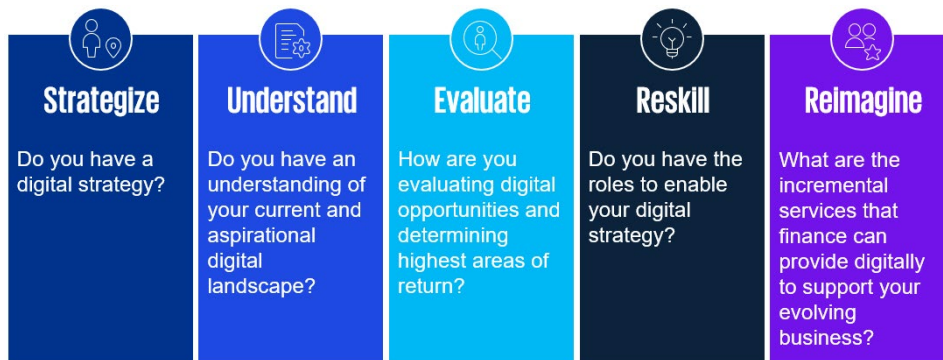 Strategize
Do you have a
digital strategy?
Understand
Do you have an
understanding of
your current and
aspirational
digital
landscape?
Evaluate
How are you
evaluating digital
opportunities and
determining
highest areas of
return?
Reskill
Do you have the
roles to enable
your digital
strategy?
Reimagine
What are the
incremental
services that
finance can
provide digitally
to support your
evolving
business?